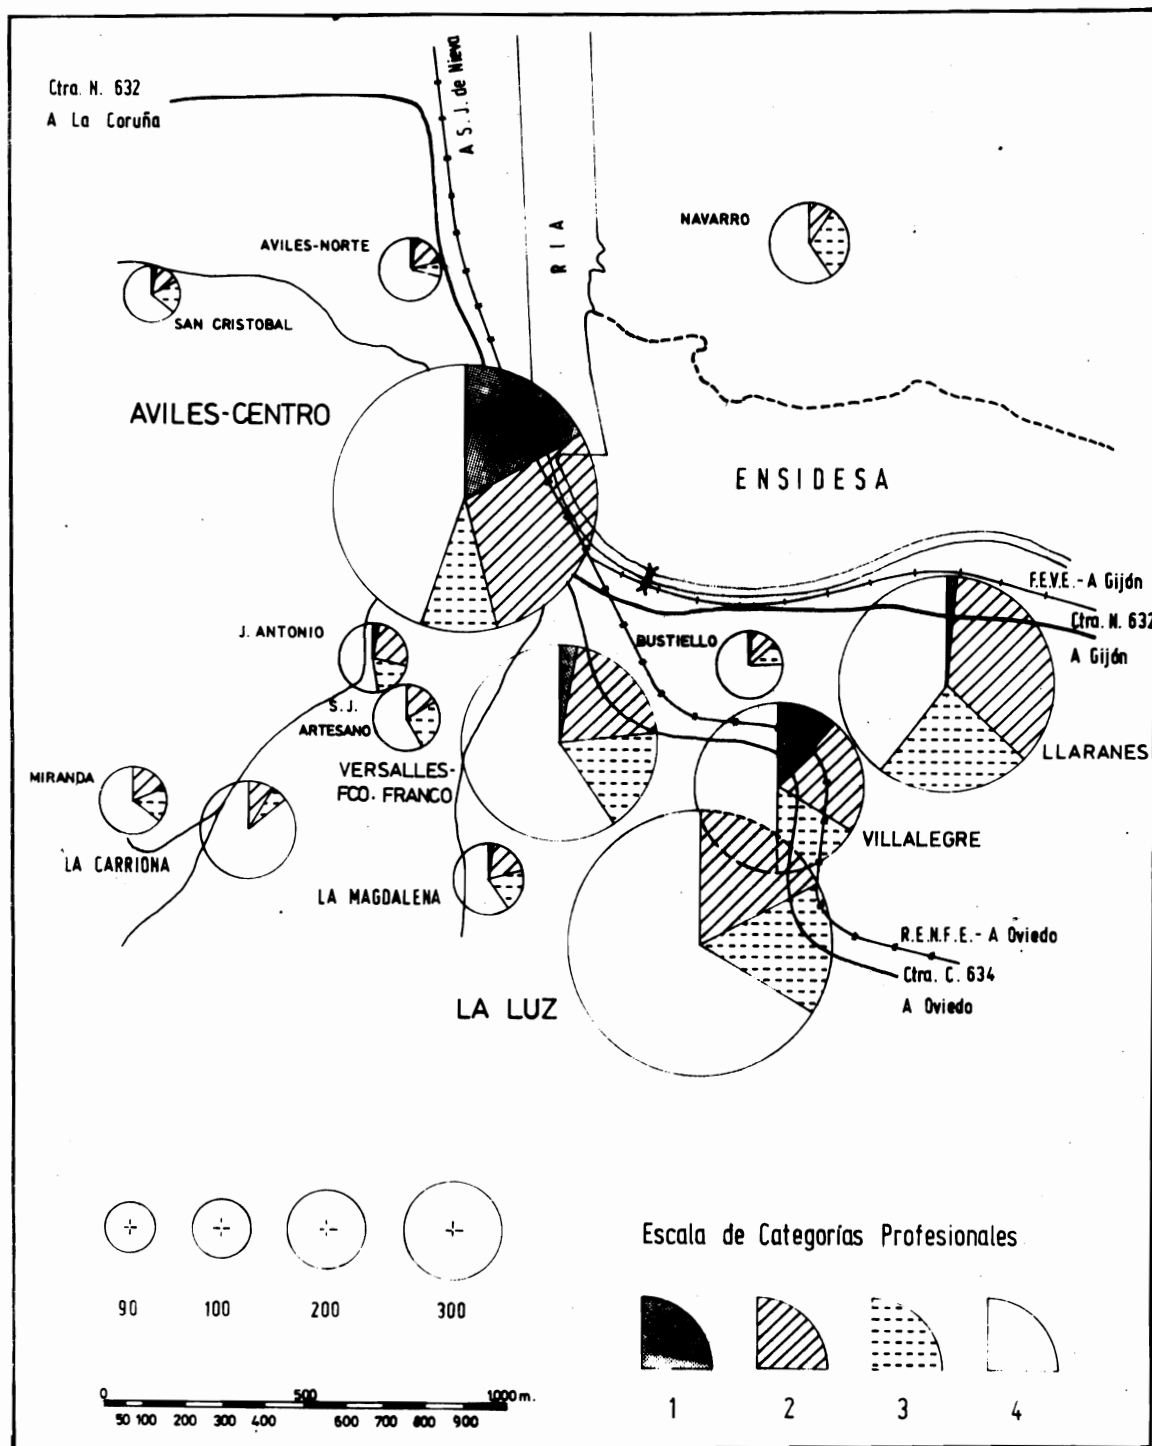 Ctra. N. 632
A La Coruña
A S. J. de Nieva
RIA
NAVARRO
AVILES-NORTE
SAN CRISTOBAL
AVILES-CENTRO
ENSIDESA
F.E.V.E.- A Gijón
Ctra. N. 632
A Gijón
J. ANTONIO
BUSTIELLO
S. J.
ARTESANO
LLARANES
VERSALLES-
FCO. FRANCO
MIRANDA
VILLALEGRE
LA CARRIONA
LA MAGDALENA
R.E.N.F.E.- A Oviedo
Ctra. C. 634
A Oviedo
LA LUZ
Escala de Categorías Profesionales
90 100 200 300
0 500 1000 m.
50 100 200 300 400 600 700 800 900
1 2 3 4